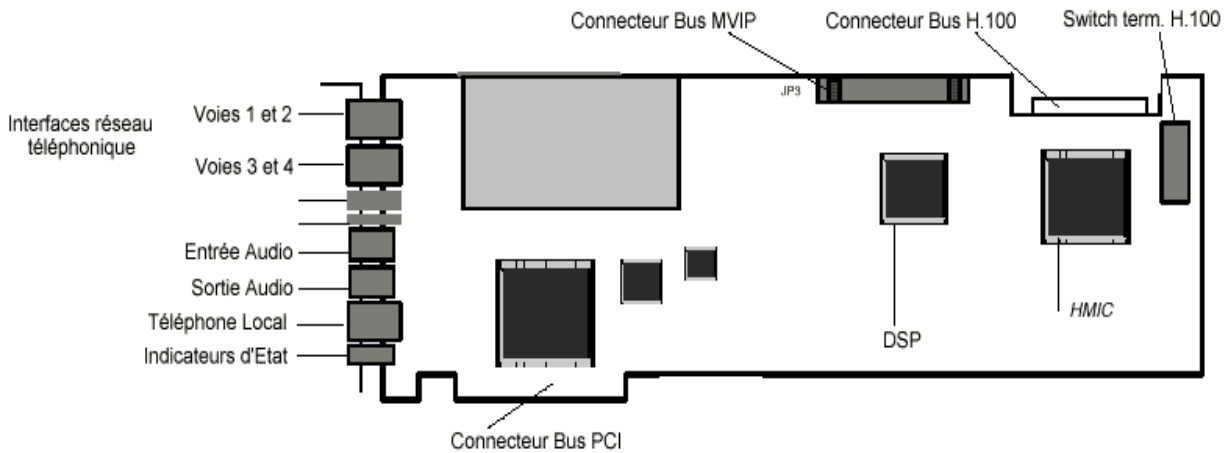 Connecteur Bus MVIP
Connecteur Bus H.100
Switch term. H.100
JP3
Interfaces réseau
téléphonique
Voies 1 et 2
Voies 3 et 4
Entrée Audio
Sortie Audio
Téléphone Local
Indicateurs d'Etat
DSP
HMIC
Connecteur Bus PCI